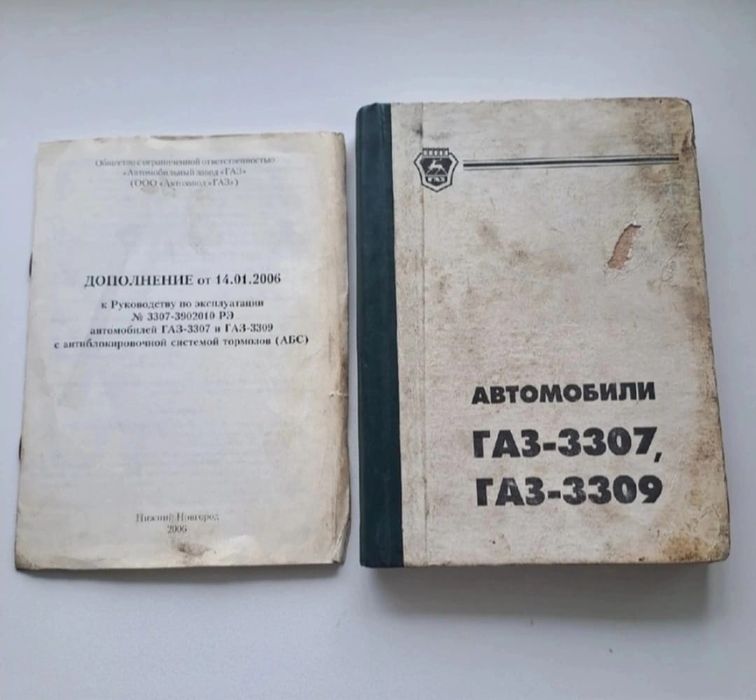 Общество с ограниченной ответственностью
«Автомобильный завод «ГАЗ»
(ООО «Автозавод «ГАЗ»)
ДОПОЛНЕНИЕ от 14.01.2006
к Руководству по эксплуатации
№ 3307-3902010 РЭ
автомобилей ГАЗ-3307 и ГАЗ-3309
с антиблокировочной системой тормозов (АБС)
Нижний Новгород
2006
ГАЗ
АВТОМОБИЛИ
ГАЗ-3307,
ГАЗ-3309